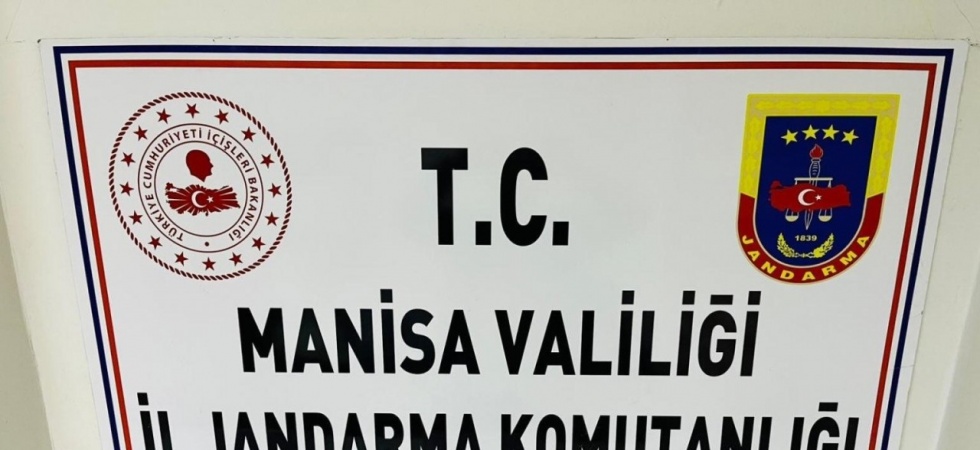 TÜRKİYE CUMHURİYETİ İÇİŞLERİ BAKANLIĞI
T.C.
1839
JANDARMA
MANİSA VALİLİĞİ
İL JANDARMA KOMUTANLIĞI